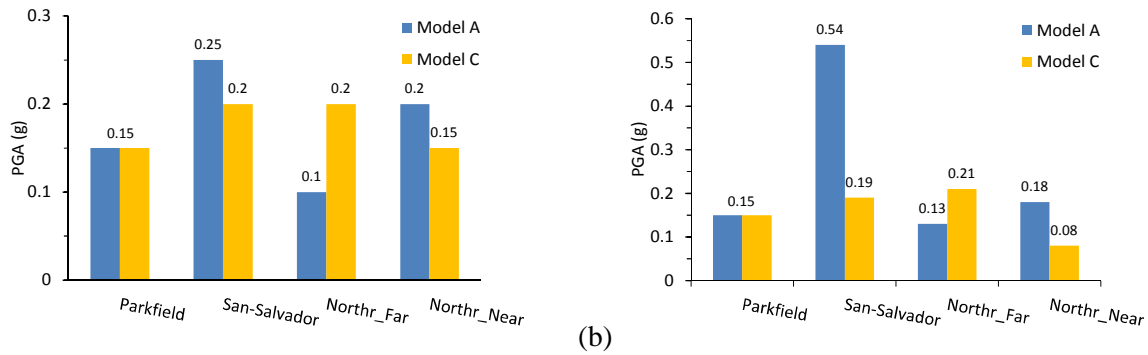 0.3
0.2
0.1
0
PGA (g)
0.15
0.25
0.2
0.1
0.2
0.2
0.15
Model A
Model C
Parkfield
San-Salvador
Northr_Far
Northr_Near
(b)
0.6
0.5
0.4
0.3
0.2
0.1
0
PGA (g)
0.15
0.54
0.19
0.13
0.21
0.18
0.08
Model A
Model C
Parkfield
San-Salvador
Northr_Far
Northr_Near